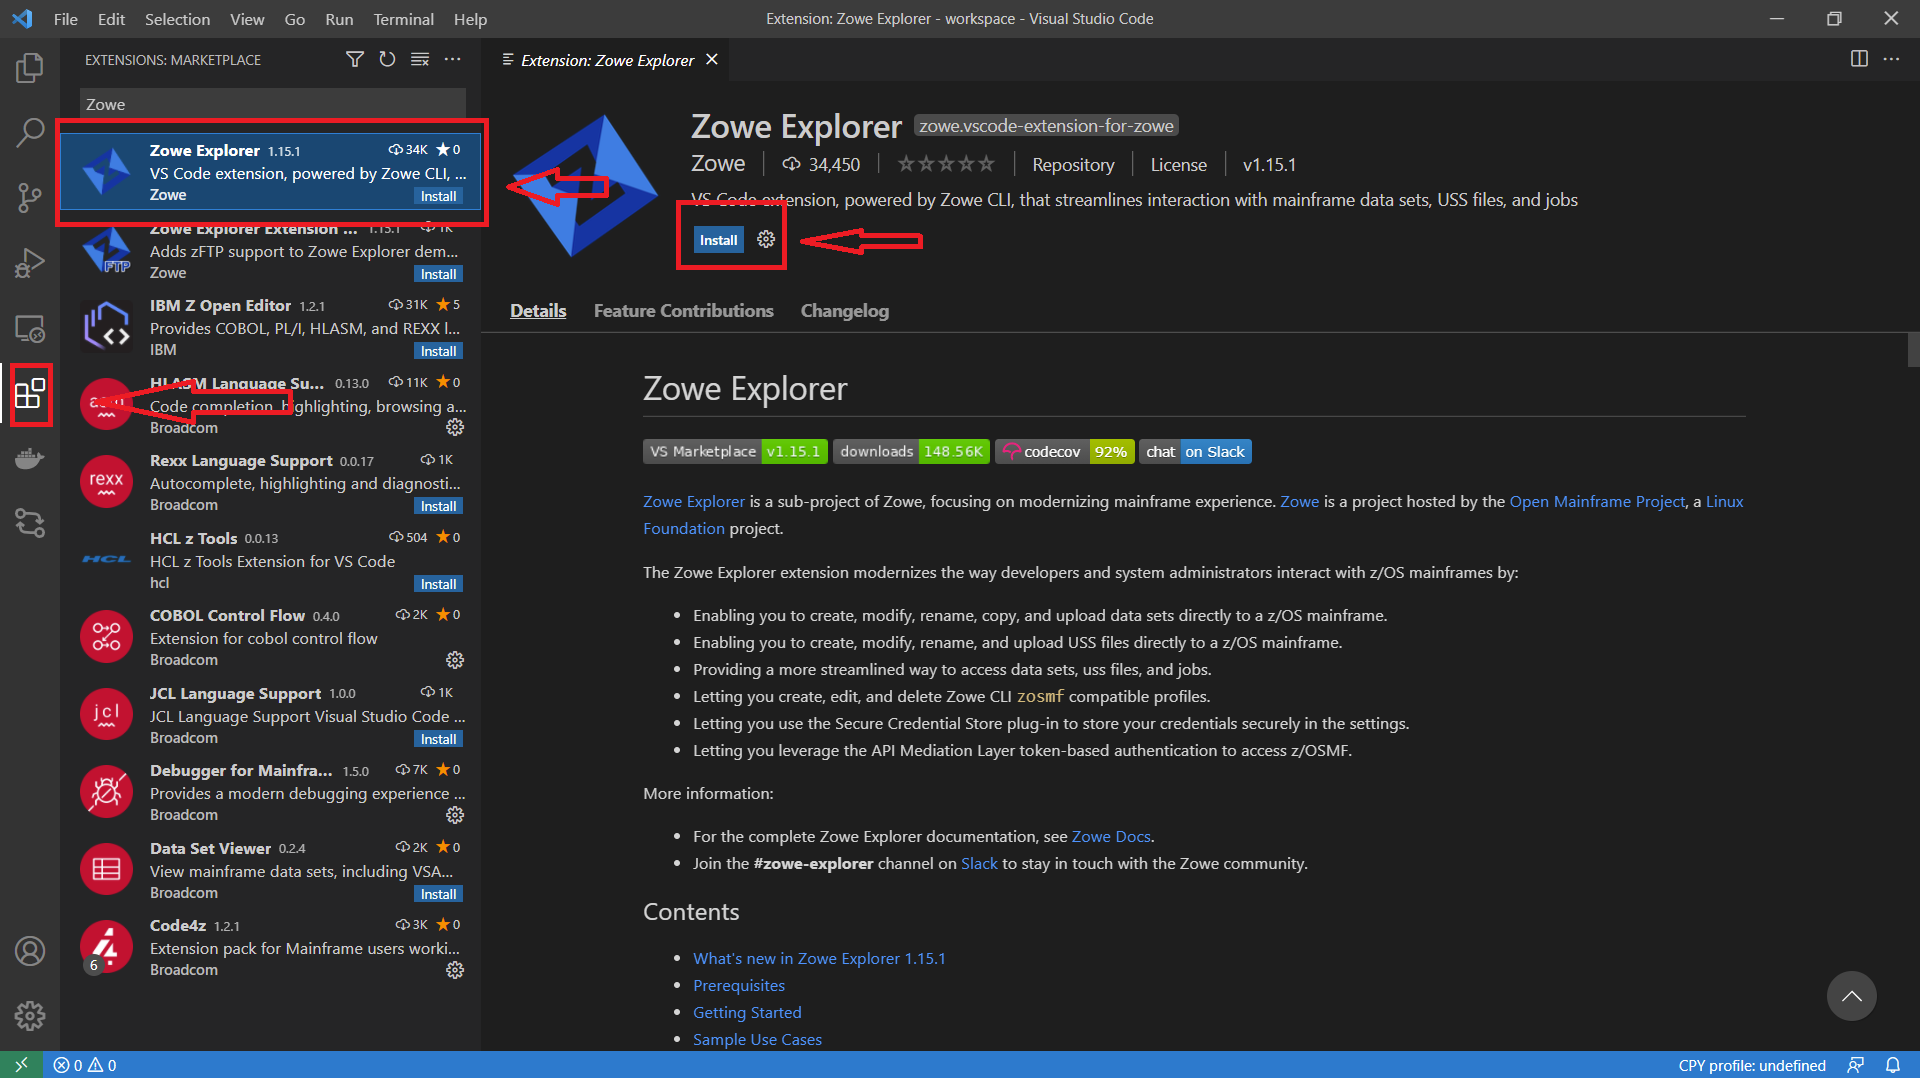 File Edit Selection View Go Run Terminal Help
Extension: Zowe Explorer - workspace - Visual Studio Code
EXTENSIONS: MARKETPLACE
Zowe
Zowe Explorer 1.15.1 34K 0
VS Code extension, powered by Zowe CLI, ...
Zowe Install
Zowe Explorer Extension ... 1.15.1 1K
Adds zFTP support to Zowe Explorer dem...
FTP
Zowe Install
IBM Z Open Editor 1.2.1 31K 5
Provides COBOL, PL/I, HLASM, and REXX l...
IBM Install
HLASM Language Su... 0.13.0 11K 0
Code completion, highlighting, browsing a...
Broadcom
rexx
Rexx Language Support 0.0.17 1K
Autocomplete, highlighting and diagnosti...
Broadcom Install
HCL
HCL z Tools 0.0.13 504 0
HCL z Tools Extension for VS Code
hcl Install
COBOL Control Flow 0.4.0 2K 0
Extension for cobol control flow
Broadcom
jcl
JCL Language Support 1.0.0 1K
JCL Language Support Visual Studio Code ...
Broadcom Install
Debugger for Mainfra... 1.5.0 7K 0
Provides a modern debugging experience ...
Broadcom
Data Set Viewer 0.2.4 2K 0
View mainframe data sets, including VSA...
Broadcom Install
4
6
Code4z 1.2.1 3K 0
Extension pack for Mainframe users worki...
Broadcom
Extension: Zowe Explorer
Zowe Explorer zowe.vscode-extension-for-zowe
Zowe 34,450 Repository License v1.15.1
VS Code extension, powered by Zowe CLI, that streamlines interaction with mainframe data sets, USS files, and jobs
Install
Details Feature Contributions Changelog
Zowe Explorer
VS Marketplace v1.15.1 downloads 148.56K codecov 92% chat on Slack
Zowe Explorer is a sub-project of Zowe, focusing on modernizing mainframe experience. Zowe is a project hosted by the Open Mainframe Project, a Linux
Foundation project.
The Zowe Explorer extension modernizes the way developers and system administrators interact with z/OS mainframes by:
• Enabling you to create, modify, rename, copy, and upload data sets directly to a z/OS mainframe.
• Enabling you to create, modify, rename, and upload USS files directly to a z/OS mainframe.
• Providing a more streamlined way to access data sets, uss files, and jobs.
• Letting you create, edit, and delete Zowe CLI zosmf compatible profiles.
• Letting you use the Secure Credential Store plug-in to store your credentials securely in the settings.
• Letting you leverage the API Mediation Layer token-based authentication to access z/OSMF.
More information:
• For the complete Zowe Explorer documentation, see Zowe Docs.
• Join the #zowe-explorer channel on Slack to stay in touch with the Zowe community.
Contents
• What's new in Zowe Explorer 1.15.1
• Prerequisites
• Getting Started
• Sample Use Cases
0 0
CPY profile: undefined